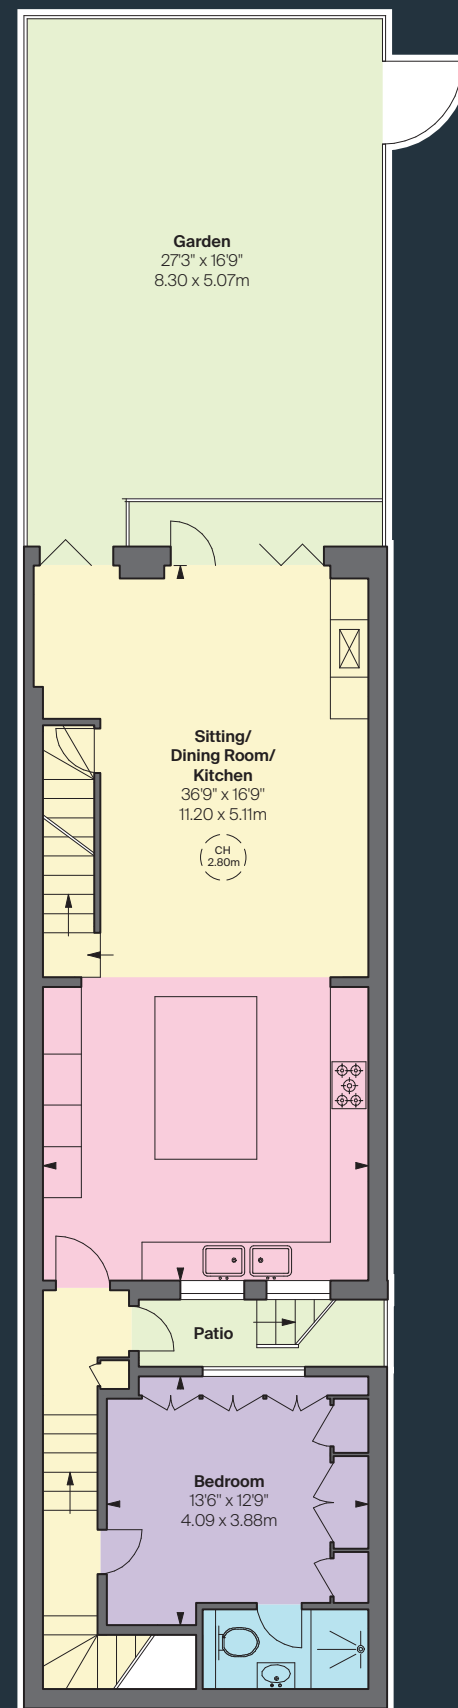 Garden
27'3" x 16'9"
8.30 x 5.07m
Sitting/
Dining Room/
Kitchen
36'9" x 16'9"
11.20 x 5.11m
CH
2.80m
Patio
Bedroom
13'6" x 12'9"
4.09 x 3.88m